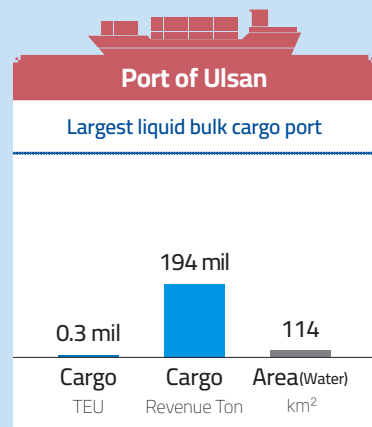 Port of Ulsan
Largest liquid bulk cargo port
194 mil
0.3 mil
114
Cargo Cargo Area(Water)
TEU Revenue Ton km²